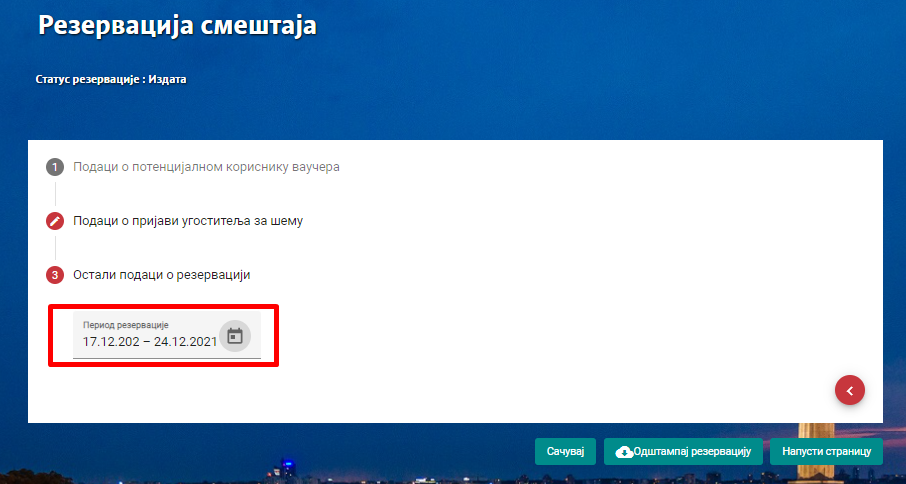 Резервација смештаја
Статус резервације : Издата
1 Подаци о потенцијалном кориснику ваучера
Подаци о пријави угоститеља за шему
3 Остали подаци о резервацији
Период резервације
17.12.202 – 24.12.2021
Сачувај Одштампај резервацију Напусти страницу